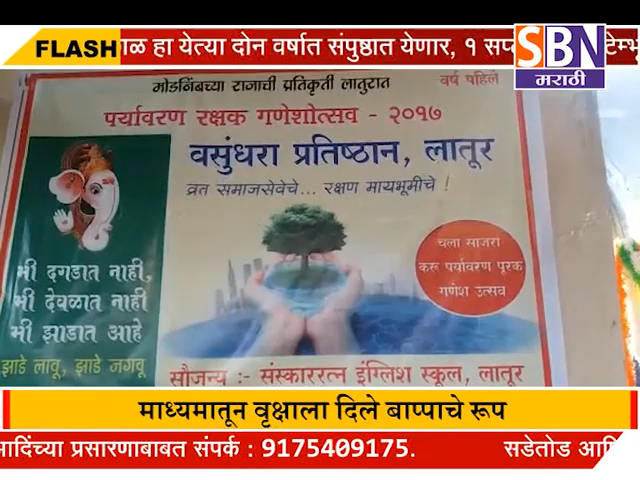 FLASH
ाळ हा येत्या दोन वर्षात संपुष्ठात येणार, १ सप्
टेम्
SBN
मराठी
मोडनिंबच्या राजाची प्रतिकृती लातुरात
वर्ष पहिले
पर्यावरण रक्षक गणेशोत्सव - २०१७
वसुंधरा प्रतिष्ठान, लातूर
व्रत समाजसेवेचे... रक्षण मायभूमीचे !
मी दगडात नाही,
मी देवळात नाही
मी झाडात आहे
झाडे लावू, झाडे जगवू
चला साजरा
करू पर्यावरण पूरक
गणेश उत्सव
सौजन्य :- संस्काररत्न इंग्लिश स्कूल, लातूर
माध्यमातून वृक्षाला दिले बाप्पाचे रूप
आदिंच्या प्रसारणाबाबत संपर्क : 9175409175.
सडेतोड आणि